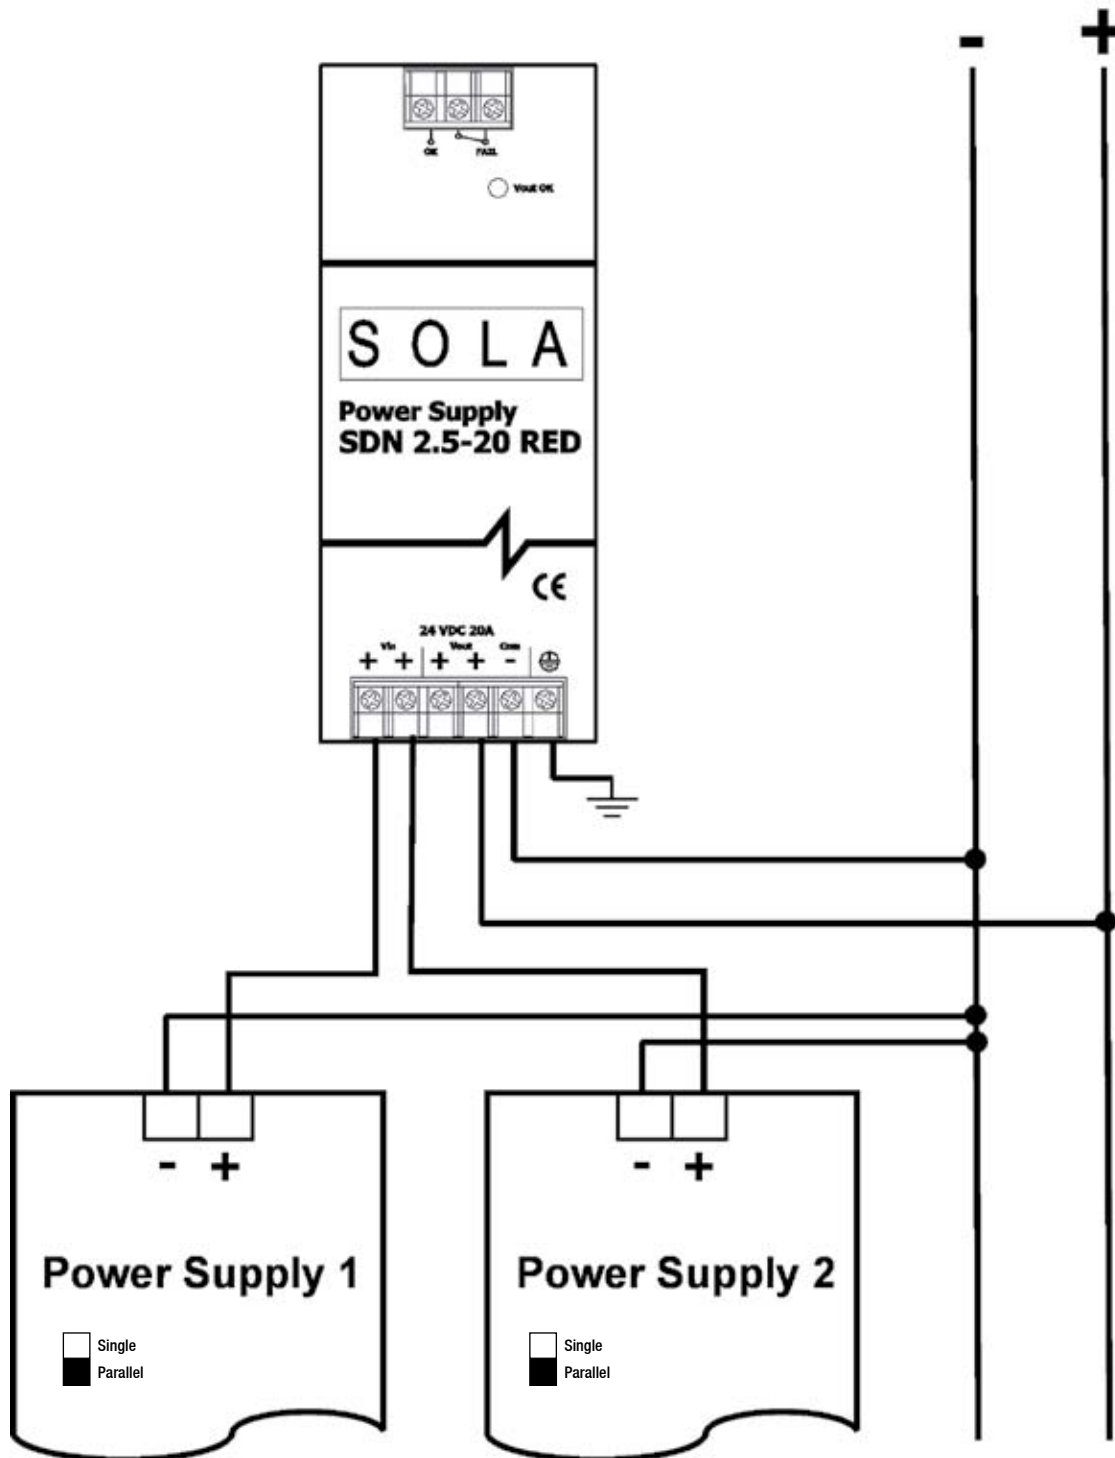 - +
OK FAIL
Vout OK
S O L A
Power Supply
SDN 2.5-20 RED
CE
24 VDC 20A
Vin Vout Com
+ + + + -
- +
- +
Power Supply 1
Power Supply 2
Single
Parallel
Single
Parallel